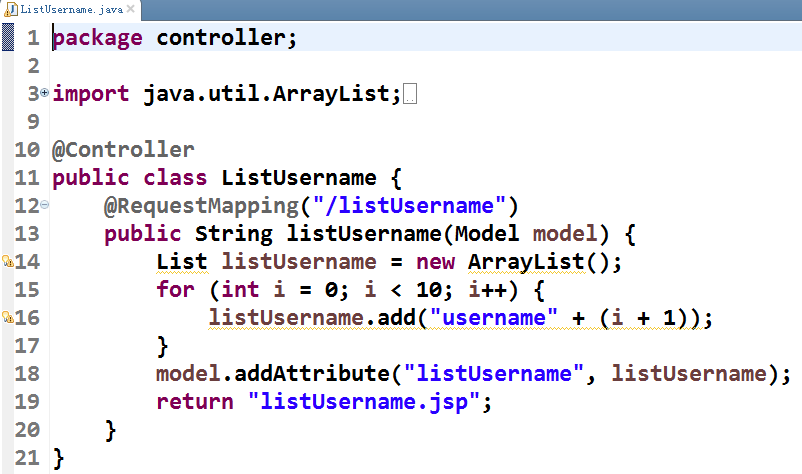 ListUsername.java
1 package controller;
2
3 import java.util.ArrayList;
9
10 @Controller
11 public class ListUsername {
12 @RequestMapping("/listUsername")
13 public String listUsername(Model model) {
14 List listUsername = new ArrayList();
15 for (int i = 0; i < 10; i++) {
16 listUsername.add("username" + (i + 1));
17 }
18 model.addAttribute("listUsername", listUsername);
19 return "listUsername.jsp";
20 }
21 }